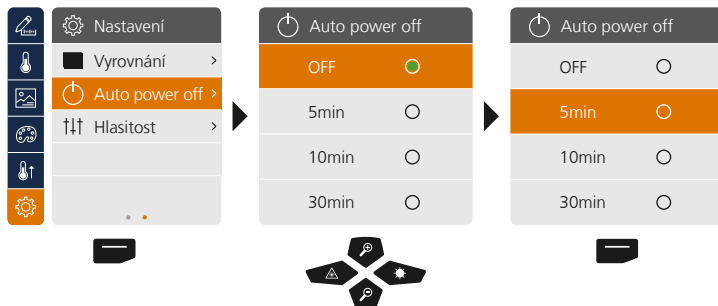 Nastavení
Vyrovnání
Auto power off
Hlasitost
Auto power off
OFF
5min
10min
30min
Auto power off
OFF
5min
10min
30min